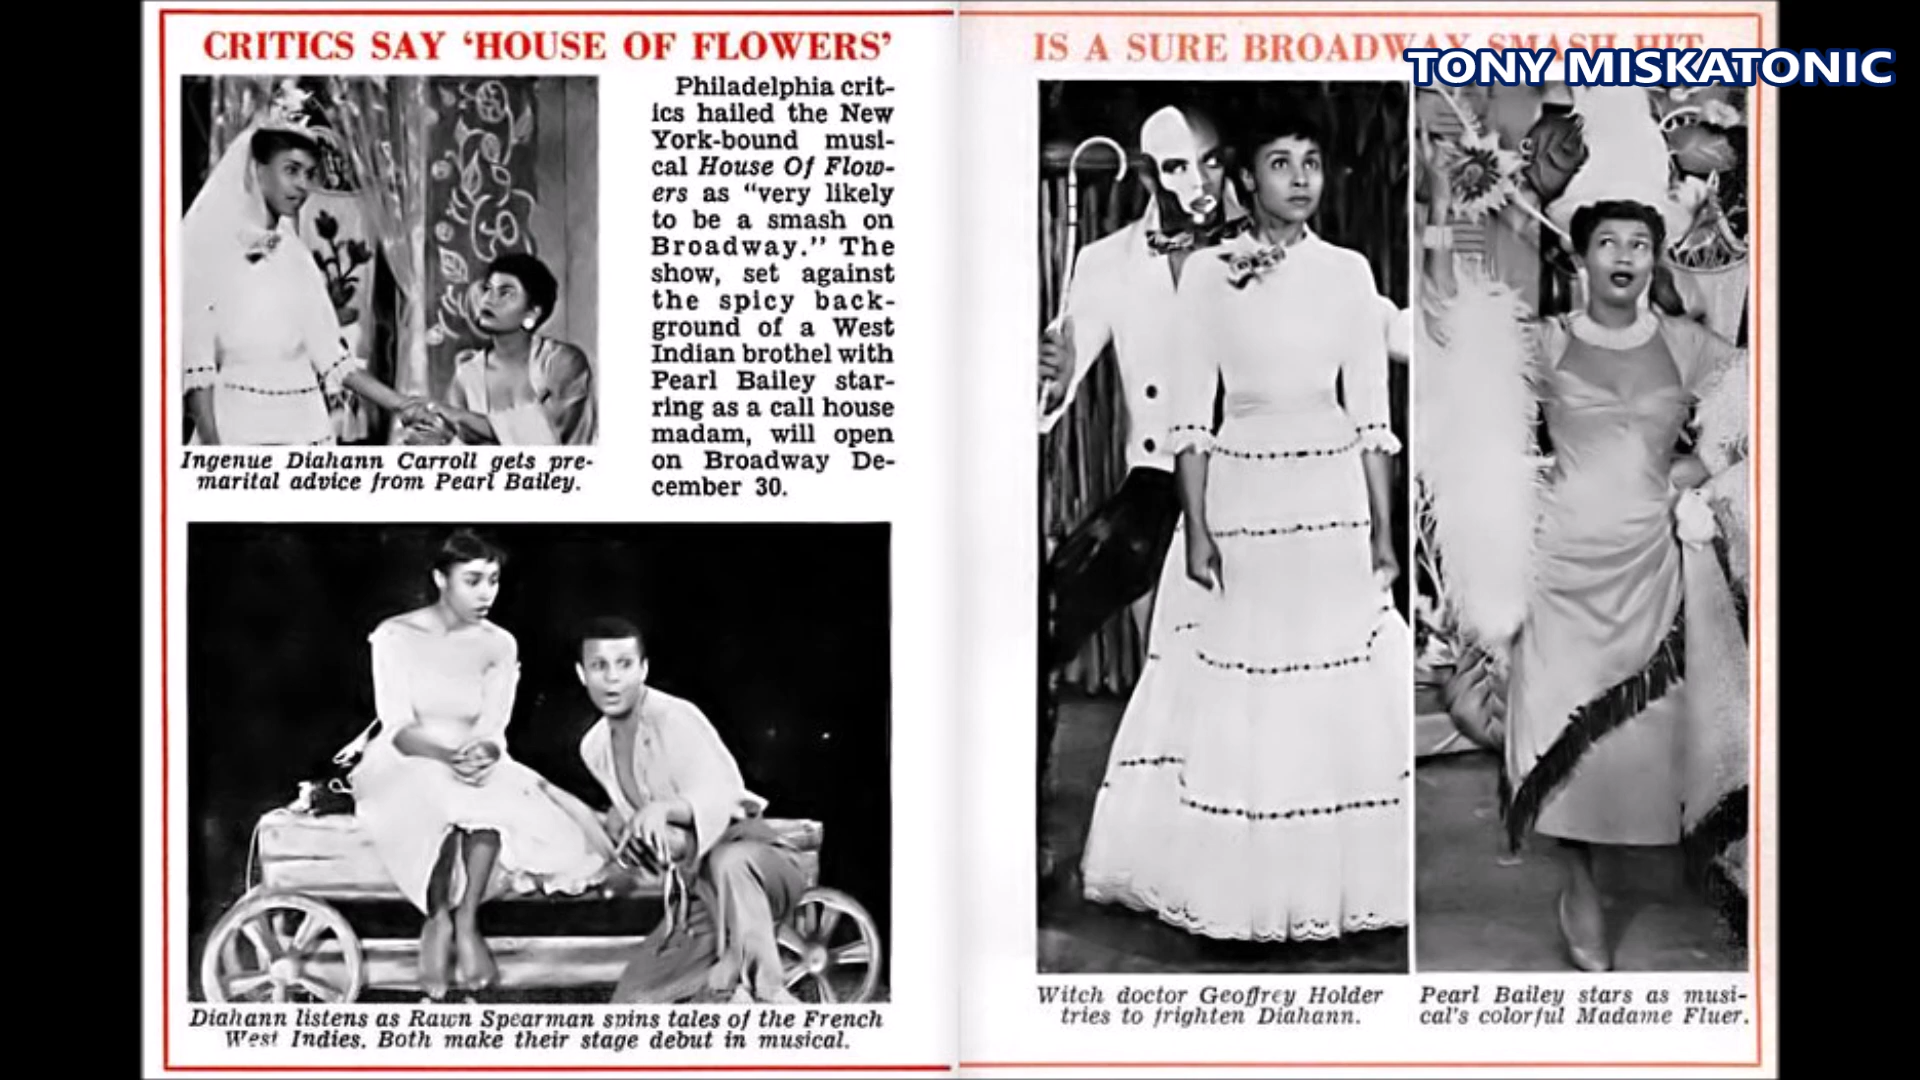 CRITICS SAY ‘HOUSE OF FLOWERS’
IS A SURE BROADWAY SMASH HIT
TONY MISKATONIC
Philadelphia crit-
ics hailed the New
York-bound musi-
cal House Of Flow-
ers as “very likely
to be a smash on
Broadway.” The
show, set against
the spicy back-
ground of a West
Indian brothel with
Pearl Bailey star-
ring as a call house
madam, will open
on Broadway De-
cember 30.
Ingenue Diahann Carroll gets pre-
marital advice from Pearl Bailey.
Diahann listens as Rawn Spearman spins tales of the French
West Indies. Both make their stage debut in musical.
Witch doctor Geoffrey Holder
tries to frighten Diahann.
Pearl Bailey stars as musi-
cal's colorful Madame Fluer.